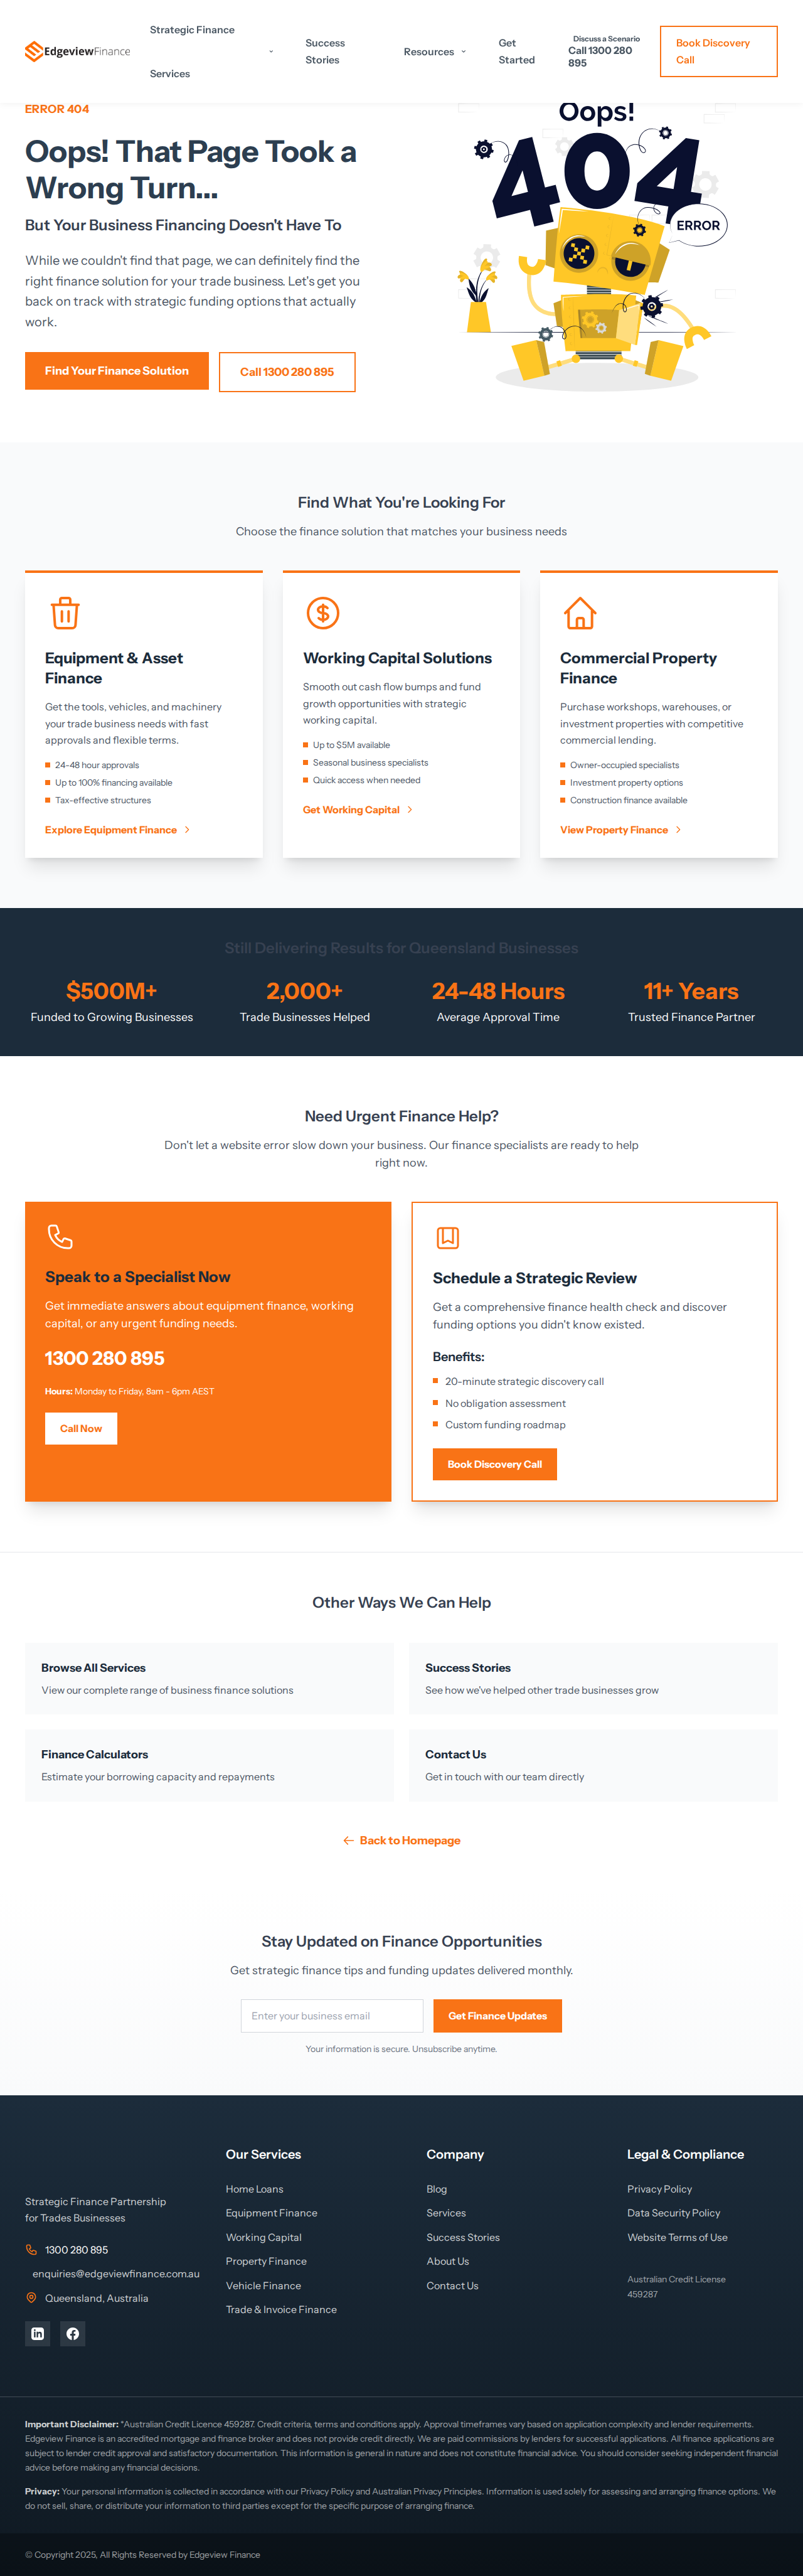 EdgeviewFinance
Strategic Finance
Services
Success
Stories
Resources
Get
Started
Discuss a Scenario
Call 1300 280
895
Book Discovery
Call
ERROR 404
Oops! That Page Took a
Wrong Turn...
But Your Business Financing Doesn't Have To
While we couldn't find that page, we can definitely find the
right finance solution for your trade business. Let's get you
back on track with strategic funding options that actually
work.
Find Your Finance Solution
Call 1300 280 895
Oops!
404
ERROR
Find What You're Looking For
Choose the finance solution that matches your business needs
Equipment & Asset
Finance
Get the tools, vehicles, and machinery
your trade business needs with fast
approvals and flexible terms.
24-48 hour approvals
Up to 100% financing available
Tax-effective structures
Explore Equipment Finance
Working Capital Solutions
Smooth out cash flow bumps and fund
growth opportunities with strategic
working capital.
Up to $5M available
Seasonal business specialists
Quick access when needed
Get Working Capital
Commercial Property
Finance
Purchase workshops, warehouses, or
investment properties with competitive
commercial lending.
Owner-occupied specialists
Investment property options
Construction finance available
View Property Finance
Still Delivering Results for Queensland Businesses
$500M+
Funded to Growing Businesses
2,000+
Trade Businesses Helped
24-48 Hours
Average Approval Time
11+ Years
Trusted Finance Partner
Need Urgent Finance Help?
Don't let a website error slow down your business. Our finance specialists are ready to help
right now.
Speak to a Specialist Now
Get immediate answers about equipment finance, working
capital, or any urgent funding needs.
1300 280 895
Hours: Monday to Friday, 8am - 6pm AEST
Call Now
Schedule a Strategic Review
Get a comprehensive finance health check and discover
funding options you didn't know existed.
Benefits:
20-minute strategic discovery call
No obligation assessment
Custom funding roadmap
Book Discovery Call
Other Ways We Can Help
Browse All Services
View our complete range of business finance solutions
Success Stories
See how we've helped other trade businesses grow
Finance Calculators
Estimate your borrowing capacity and repayments
Contact Us
Get in touch with our team directly
Back to Homepage
Stay Updated on Finance Opportunities
Get strategic finance tips and funding updates delivered monthly.
Enter your business email
Get Finance Updates
Your information is secure. Unsubscribe anytime.
Strategic Finance Partnership
for Trades Businesses
1300 280 895
enquiries@edgeviewfinance.com.au
Queensland, Australia
Our Services
Home Loans
Equipment Finance
Working Capital
Property Finance
Vehicle Finance
Trade & Invoice Finance
Company
Blog
Services
Success Stories
About Us
Contact Us
Legal & Compliance
Privacy Policy
Data Security Policy
Website Terms of Use
Australian Credit License
459287
Important Disclaimer: "Australian Credit Licence 459287. Credit criteria, terms and conditions apply. Approval timeframes vary based on application complexity and lender requirements.
Edgeview Finance is an accredited mortgage and finance broker and does not provide credit directly. We are paid commissions by lenders for successful applications. All finance applications are
subject to lender credit approval and satisfactory documentation. This information is general in nature and does not constitute financial advice. You should consider seeking independent financial
advice before making any financial decisions.
Privacy: Your personal information is collected in accordance with our Privacy Policy and Australian Privacy Principles. Information is used solely for assessing and arranging finance options. We
do not sell, share, or distribute your information to third parties except for the specific purpose of arranging finance.
© Copyright 2025, All Rights Reserved by Edgeview Finance